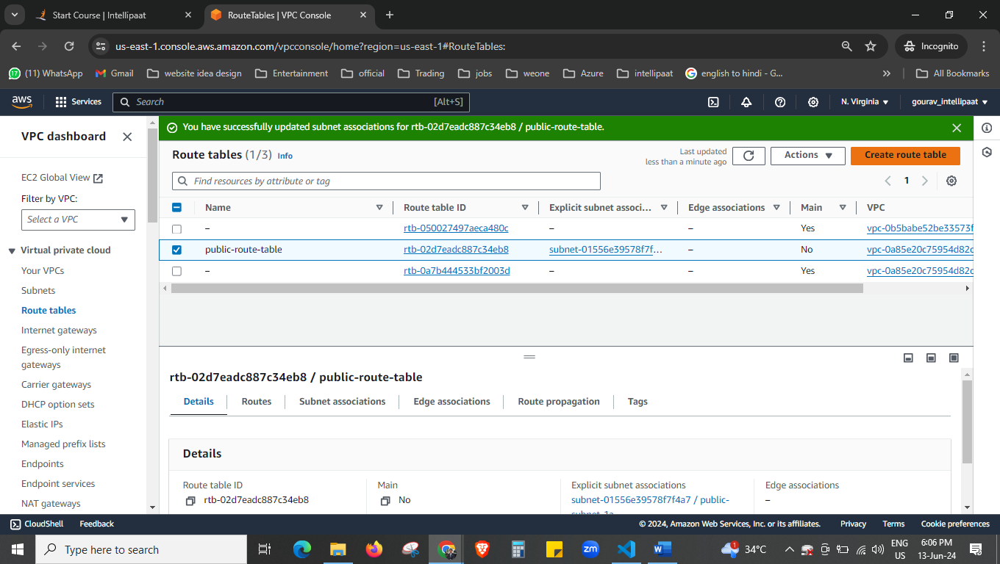 Start Course | Intellipaat
RouteTables | VPC Console
us-east-1.console.aws.amazon.com/vpcconsole/home?region=us-east-1#RouteTables:
Incognito
17
(11) WhatsApp
Gmail
website idea design
Entertainment
official
Trading
jobs
weone
Azure
intellipaat
english to hindi - G...
All Bookmarks
aws
Services
Search
[Alt+S]
N. Virginia
gourav_intellipaat
VPC dashboard
EC2 Global View
Filter by VPC:
Select a VPC
Virtual private cloud
Your VPCs
Subnets
Route tables
Internet gateways
Egress-only internet
gateways
Carrier gateways
DHCP option sets
Elastic IPs
Managed prefix lists
Endpoints
Endpoint services
NAT gateways
You have successfully updated subnet associations for rtb-02d7eadc887c34eb8 / public-route-table.
Route tables (1/3) Info
Last updated
less than a minute ago
Actions
Create route table
Find resources by attribute or tag
1
Name Route table ID Explicit subnet associ... Edge associations Main VPC
– rtb-050027497aeca480c – – Yes vpc-0b5babe52be33573f
public-route-table rtb-02d7eadc887c34eb8 subnet-01556e39578f7f... – No vpc-0a85e20c75954d82c
– rtb-0a7b444533bf2003d – – Yes vpc-0a85e20c75954d82c
rtb-02d7eadc887c34eb8 / public-route-table
Details Routes Subnet associations Edge associations Route propagation Tags
Details
Route table ID
rtb-02d7eadc887c34eb8
Main
No
Explicit subnet associations
subnet-01556e39578f7f4a7 / public-
subnet-1a
Edge associations
–
CloudShell
Feedback
© 2024, Amazon Web Services, Inc. or its affiliates.
Privacy
Terms
Cookie preferences
Type here to search
zm
1
34°C
ENG
US
6:06 PM
13-Jun-24